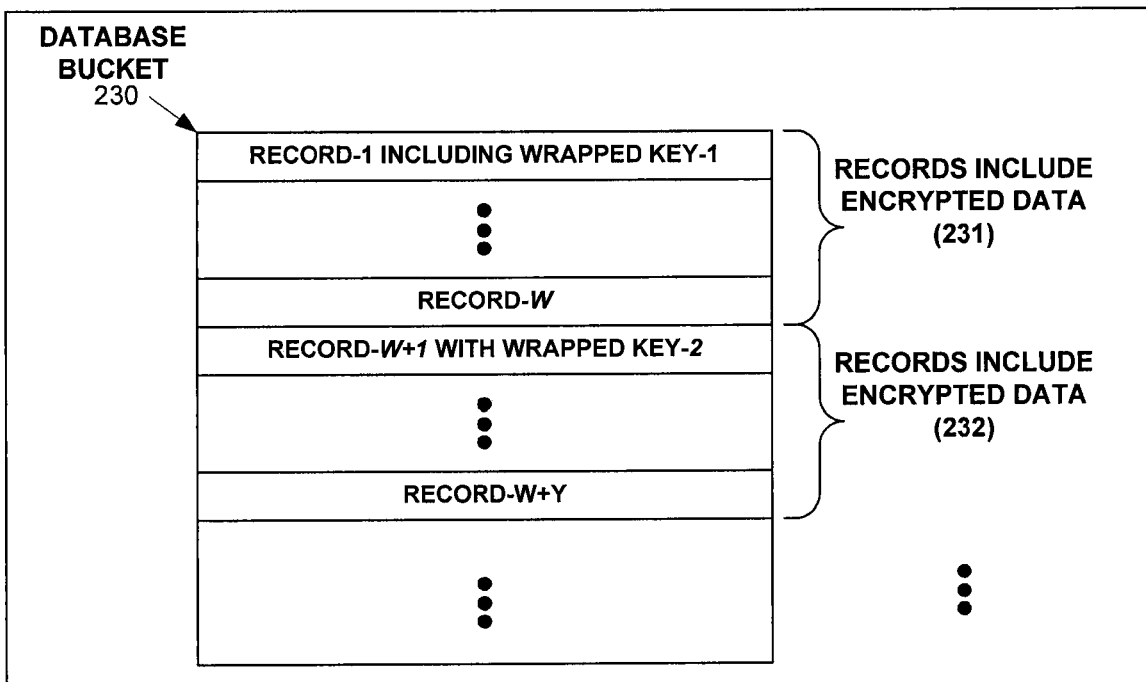 DATABASE
BUCKET
230
RECORD-1 INCLUDING WRAPPED KEY-1
RECORDS INCLUDE
ENCRYPTED DATA
(231)
RECORD-W
RECORD-W+1 WITH WRAPPED KEY-2
RECORDS INCLUDE
ENCRYPTED DATA
(232)
RECORD-W+Y